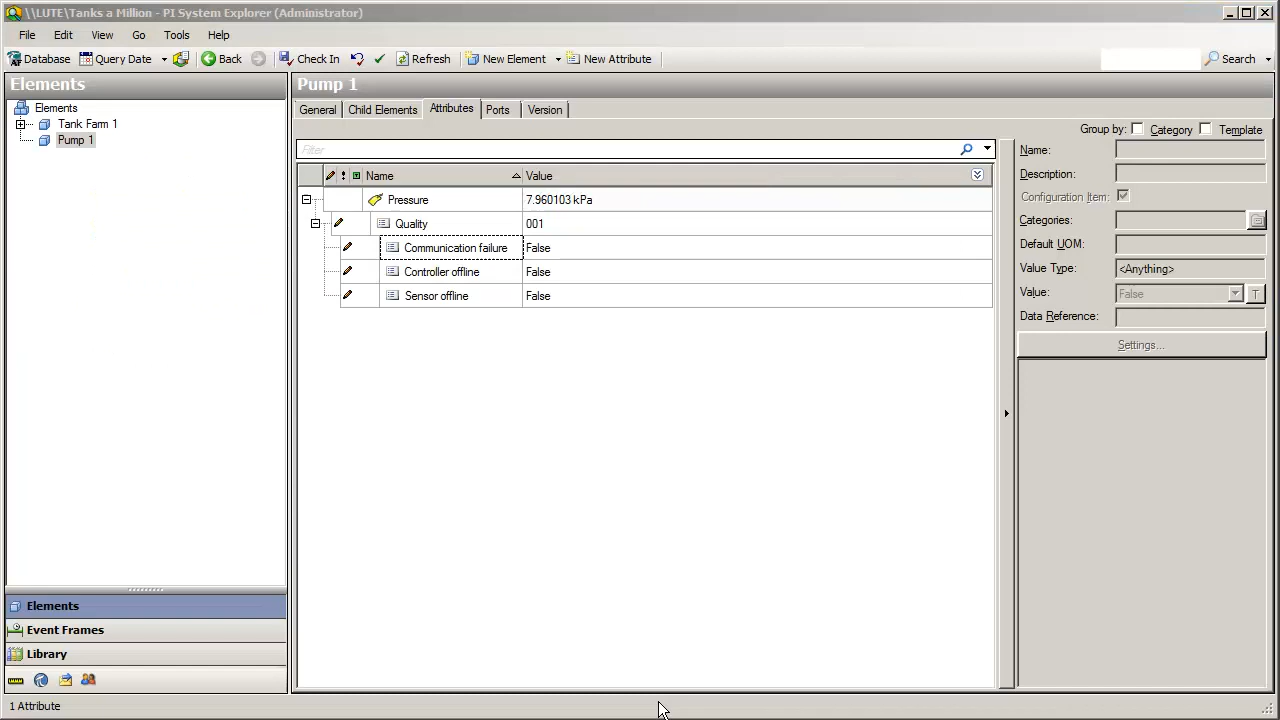 \\LUTE\Tanks a Million - PI System Explorer (Administrator)
File Edit View Go Tools Help
Database Query Date Back Check In Refresh New Element New Attribute Search
Elements
Elements
Tank Farm 1
Pump 1
Elements
Event Frames
Library
Pump 1
General Child Elements Attributes Ports Version
Group by: Category Template
Filter
! Name Value
Pressure 7.960103 kPa
Quality 001
Communication failure False
Controller offline False
Sensor offline False
Name:
Description:
Configuration Item:
Categories:
Default UOM:
Value Type: <Anything>
Value: False T
Data Reference:
Settings...
1 Attribute